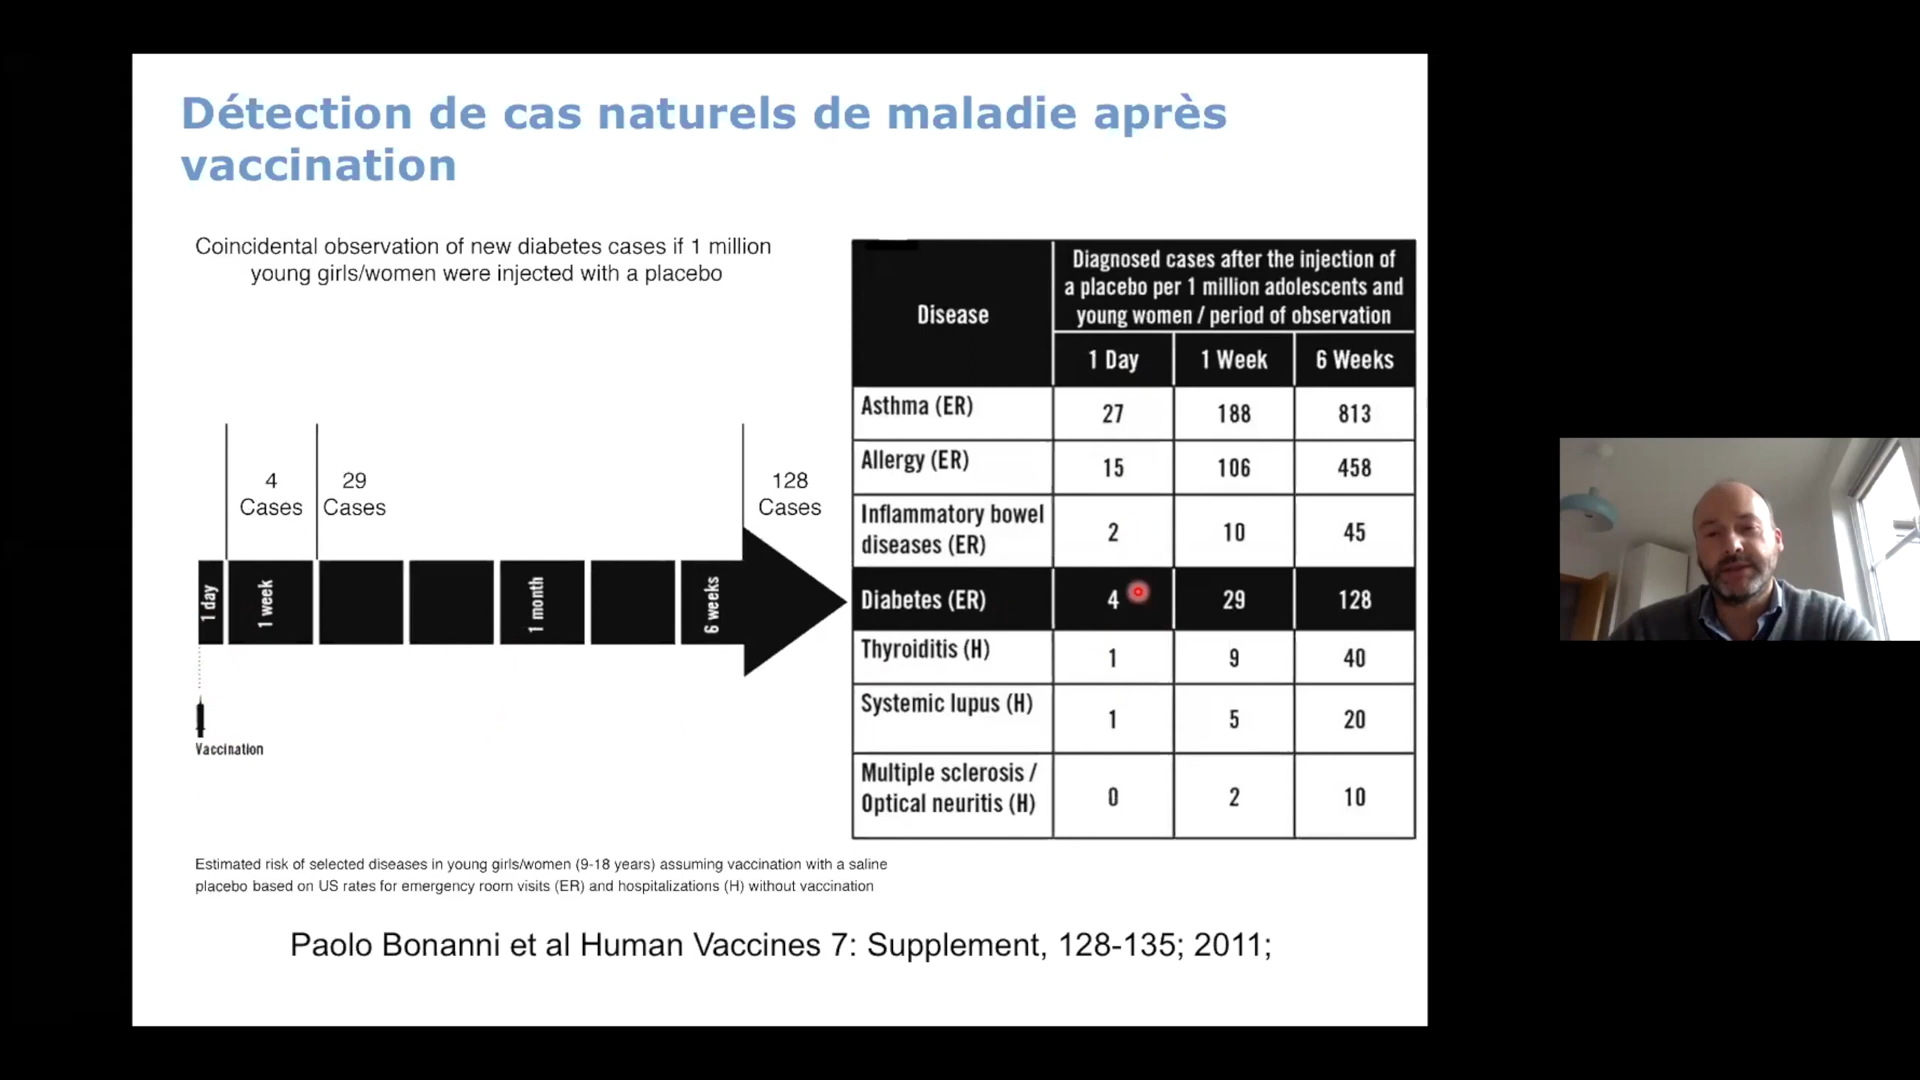 Détection de cas naturels de maladie après
vaccination
Coincidental observation of new diabetes cases if 1 million
young girls/women were injected with a placebo
4
Cases
29
Cases
128
Cases
1 day
1 week
1 month
6 weeks
Vaccination
Disease
Diagnosed cases after the injection of
a placebo per 1 million adolescents and
young women / period of observation
1 Day 1 Week 6 Weeks
Asthma (ER) 27 188 813
Allergy (ER) 15 106 458
Inflammatory bowel
diseases (ER) 2 10 45
Diabetes (ER) 4 29 128
Thyroiditis (H) 1 9 40
Systemic lupus (H) 1 5 20
Multiple sclerosis /
Optical neuritis (H) 0 2 10
Estimated risk of selected diseases in young girls/women (9-18 years) assuming vaccination with a saline
placebo based on US rates for emergency room visits (ER) and hospitalizations (H) without vaccination
Paolo Bonanni et al Human Vaccines 7: Supplement, 128-135; 2011;